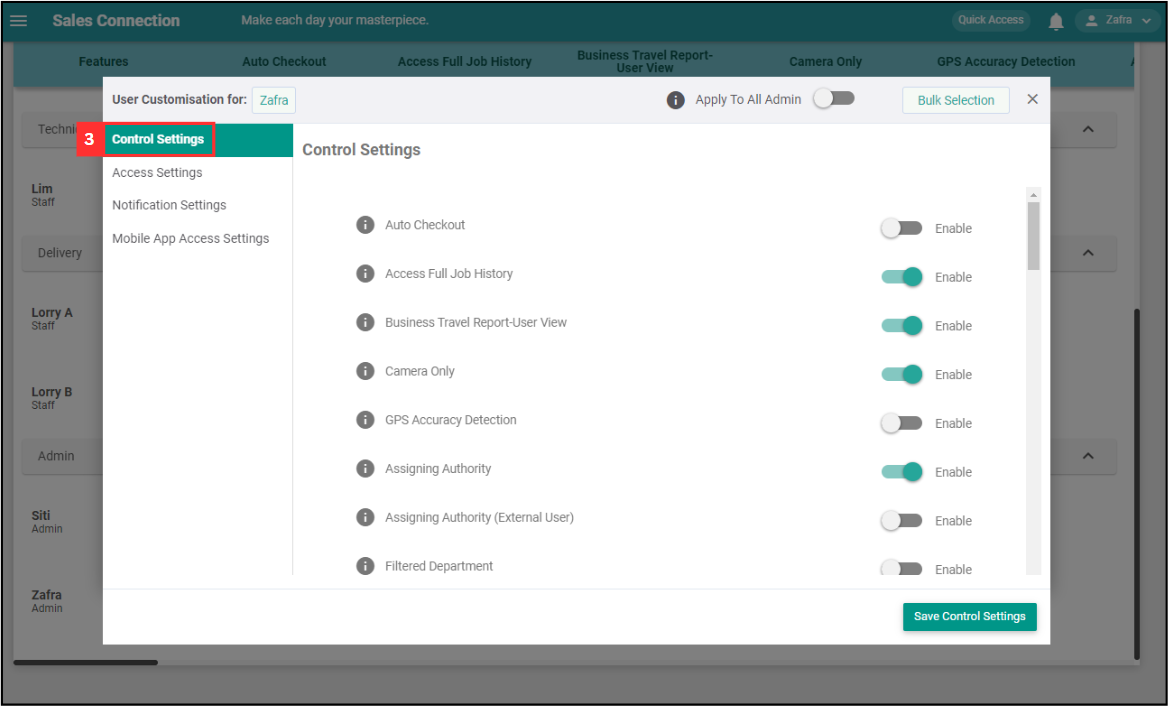 Sales Connection
Make each day your masterpiece.
Quick Access
Zafra
Features
Auto Checkout
Access Full Job History
Business Travel Report-
User View
Camera Only
GPS Accuracy Detection
User Customisation for:
Zafra
Apply To All Admin
Bulk Selection
3
Control Settings
Access Settings
Notification Settings
Mobile App Access Settings
Control Settings
Auto Checkout
Enable
Access Full Job History
Enable
Business Travel Report-User View
Enable
Camera Only
Enable
GPS Accuracy Detection
Enable
Assigning Authority
Enable
Assigning Authority (External User)
Enable
Filtered Department
Enable
Save Control Settings
Lim
Staff
Delivery
Lorry A
Staff
Lorry B
Staff
Admin
Siti
Admin
Zafra
Admin